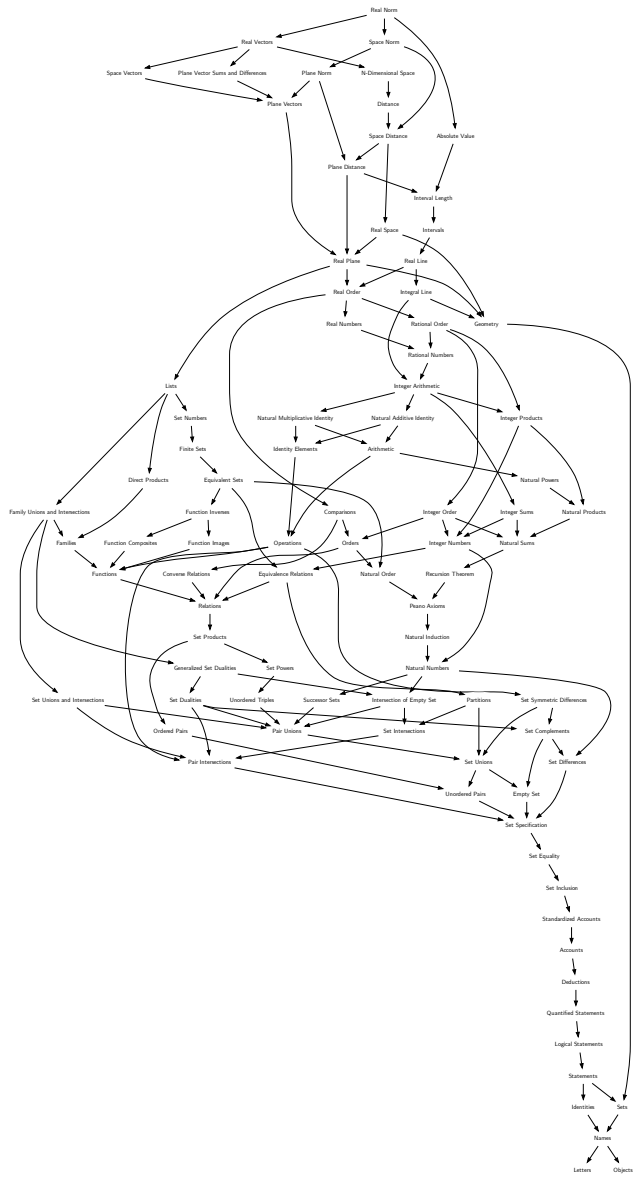 Real Norm
Real Vectors
Space Norm
Space Vectors
Plane Vector Sums and Differences
Plane Norm
N-Dimensional Space
Plane Vectors
Distance
Space Distance
Absolute Value
Plane Distance
Interval Length
Real Space
Intervals
Real Plane
Real Line
Real Order
Integral Line
Real Numbers
Rational Order
Geometry
Rational Numbers
Lists
Integer Arithmetic
Set Numbers
Natural Multiplicative Identity
Natural Additive Identity
Integer Products
Finite Sets
Identity Elements
Arithmetic
Direct Products
Equivalent Sets
Natural Powers
Family Unions and Intersections
Function Inverses
Comparisons
Integer Order
Integer Sums
Natural Products
Families
Function Composites
Function Images
Operations
Orders
Integer Numbers
Natural Sums
Functions
Converse Relations
Equivalence Relations
Natural Order
Recursion Theorem
Relations
Peano Axioms
Set Products
Natural Induction
Generalized Set Dualities
Set Powers
Natural Numbers
Set Unions and Intersections
Set Dualities
Unordered Triples
Successor Sets
Intersection of Empty Set
Partitions
Set Symmetric Differences
Ordered Pairs
Pair Unions
Set Intersections
Set Complements
Pair Intersections
Set Unions
Set Differences
Unordered Pairs
Empty Set
Set Specification
Set Equality
Set Inclusion
Standardized Accounts
Accounts
Deductions
Quantified Statements
Logical Statements
Statements
Identities
Sets
Names
Letters
Objects